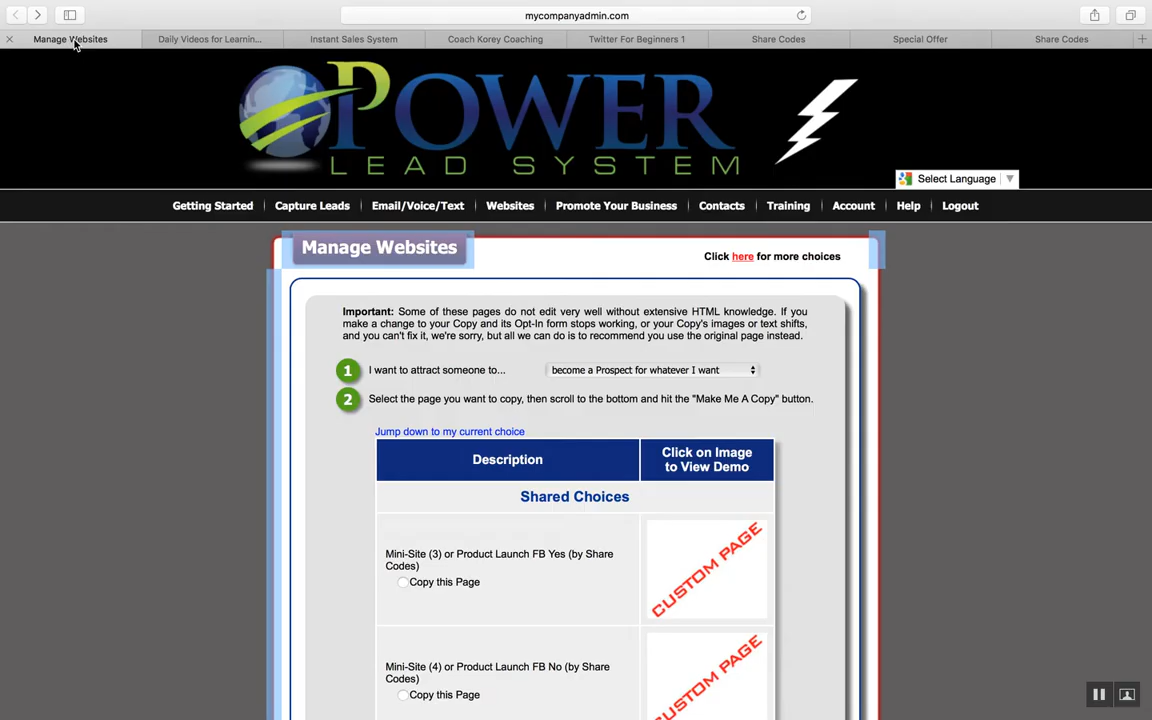 mycompanyadmin.com
Manage Websites
Daily Videos for Learnin...
Instant Sales System
Coach Korey Coaching
Twitter For Beginners 1
Share Codes
Special Offer
Share Codes
POWER
LEAD SYSTEM
Select Language
Getting Started
Capture Leads
Email/Voice/Text
Websites
Promote Your Business
Contacts
Training
Account
Help
Logout
Manage Websites
Click here for more choices
Important: Some of these pages do not edit very well without extensive HTML knowledge. If you
make a change to your Copy and its Opt-In form stops working, or your Copy's images or text shifts,
and you can't fix it, we're sorry, but all we can do is to recommend you use the original page instead.
1 I want to attract someone to... become a Prospect for whatever I want
2 Select the page you want to copy, then scroll to the bottom and hit the "Make Me A Copy" button.
Jump down to my current choice
Description
Click on Image
to View Demo
Shared Choices
Mini-Site (3) or Product Launch FB Yes (by Share
Codes)
Copy this Page
CUSTOM PAGE
Mini-Site (4) or Product Launch FB No (by Share
Codes)
Copy this Page
CUSTOM PAGE